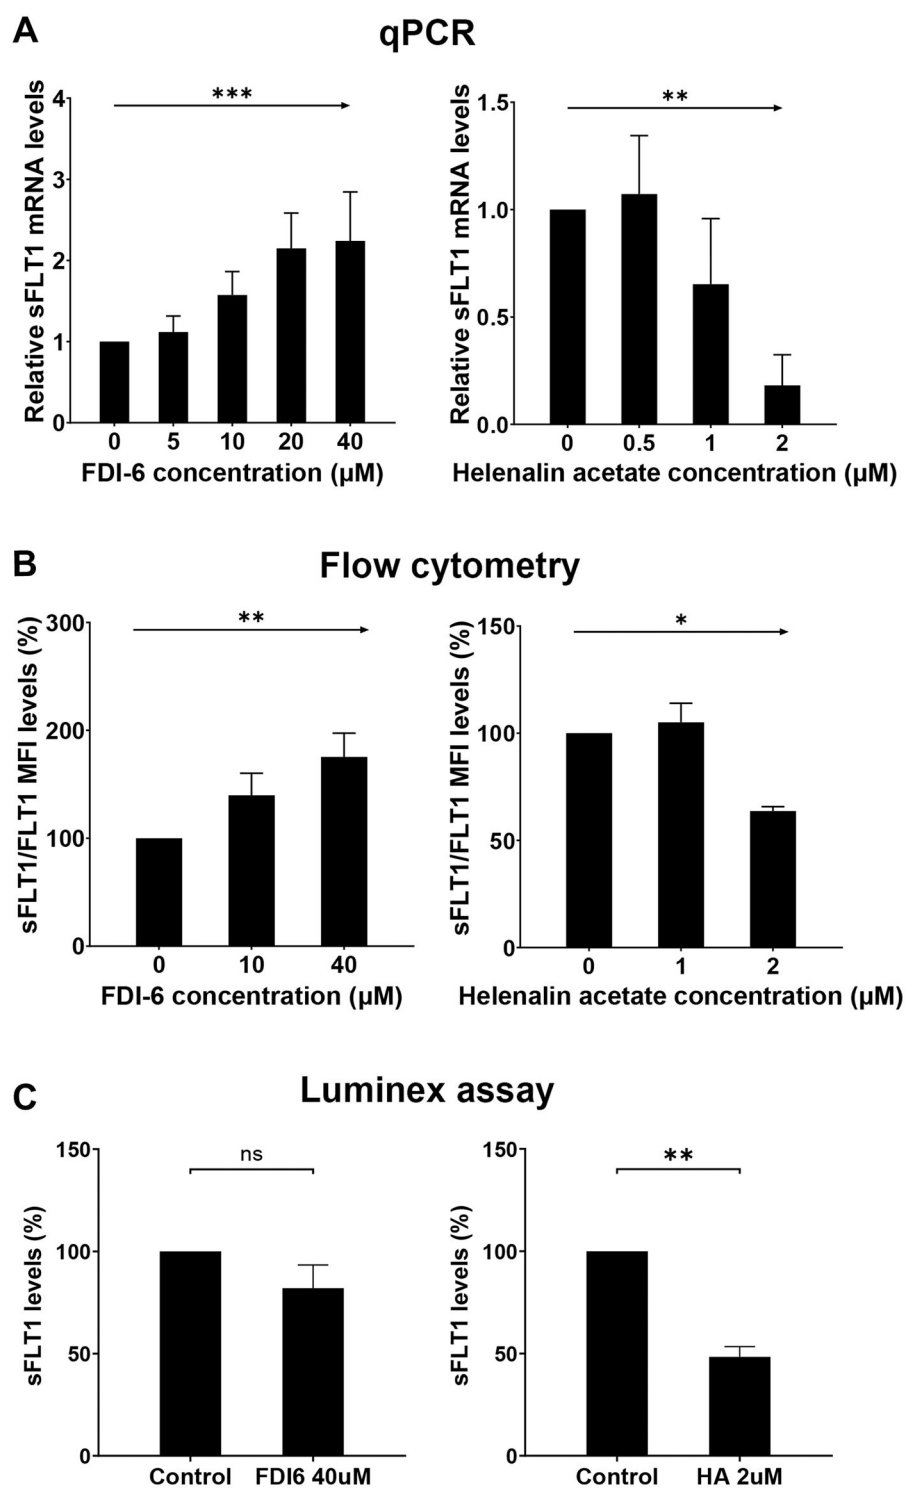 A
qPCR
Relative sFLT1 mRNA levels
4
3
2
1
0
***
0 5 10 20 40
FDI-6 concentration (μM)
Relative sFLT1 mRNA levels
1.5
1.0
0.5
0.0
**
0 0.5 1 2
Helenalin acetate concentration (μM)
B
Flow cytometry
sFLT1/FLT1 MFI levels (%)
300
200
100
0
**
0 10 40
FDI-6 concentration (μM)
sFLT1/FLT1 MFI levels (%)
150
100
50
0
*
0 1 2
Helenalin acetate concentration (μM)
C
Luminex assay
sFLT1 levels (%)
150
100
50
0
ns
Control FDI6 40uM
sFLT1 levels (%)
150
100
50
0
**
Control HA 2uM